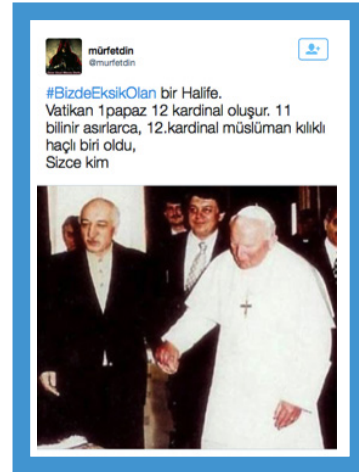 mürfetdin
@murfetdin
#BizdeEksikOlan bir Halife.
Vatikan 1papaz 12 kardinal oluşur. 11
bilinir asırlarca, 12.kardinal müslüman kılıklı
haçlı biri oldu,
Sizce kim